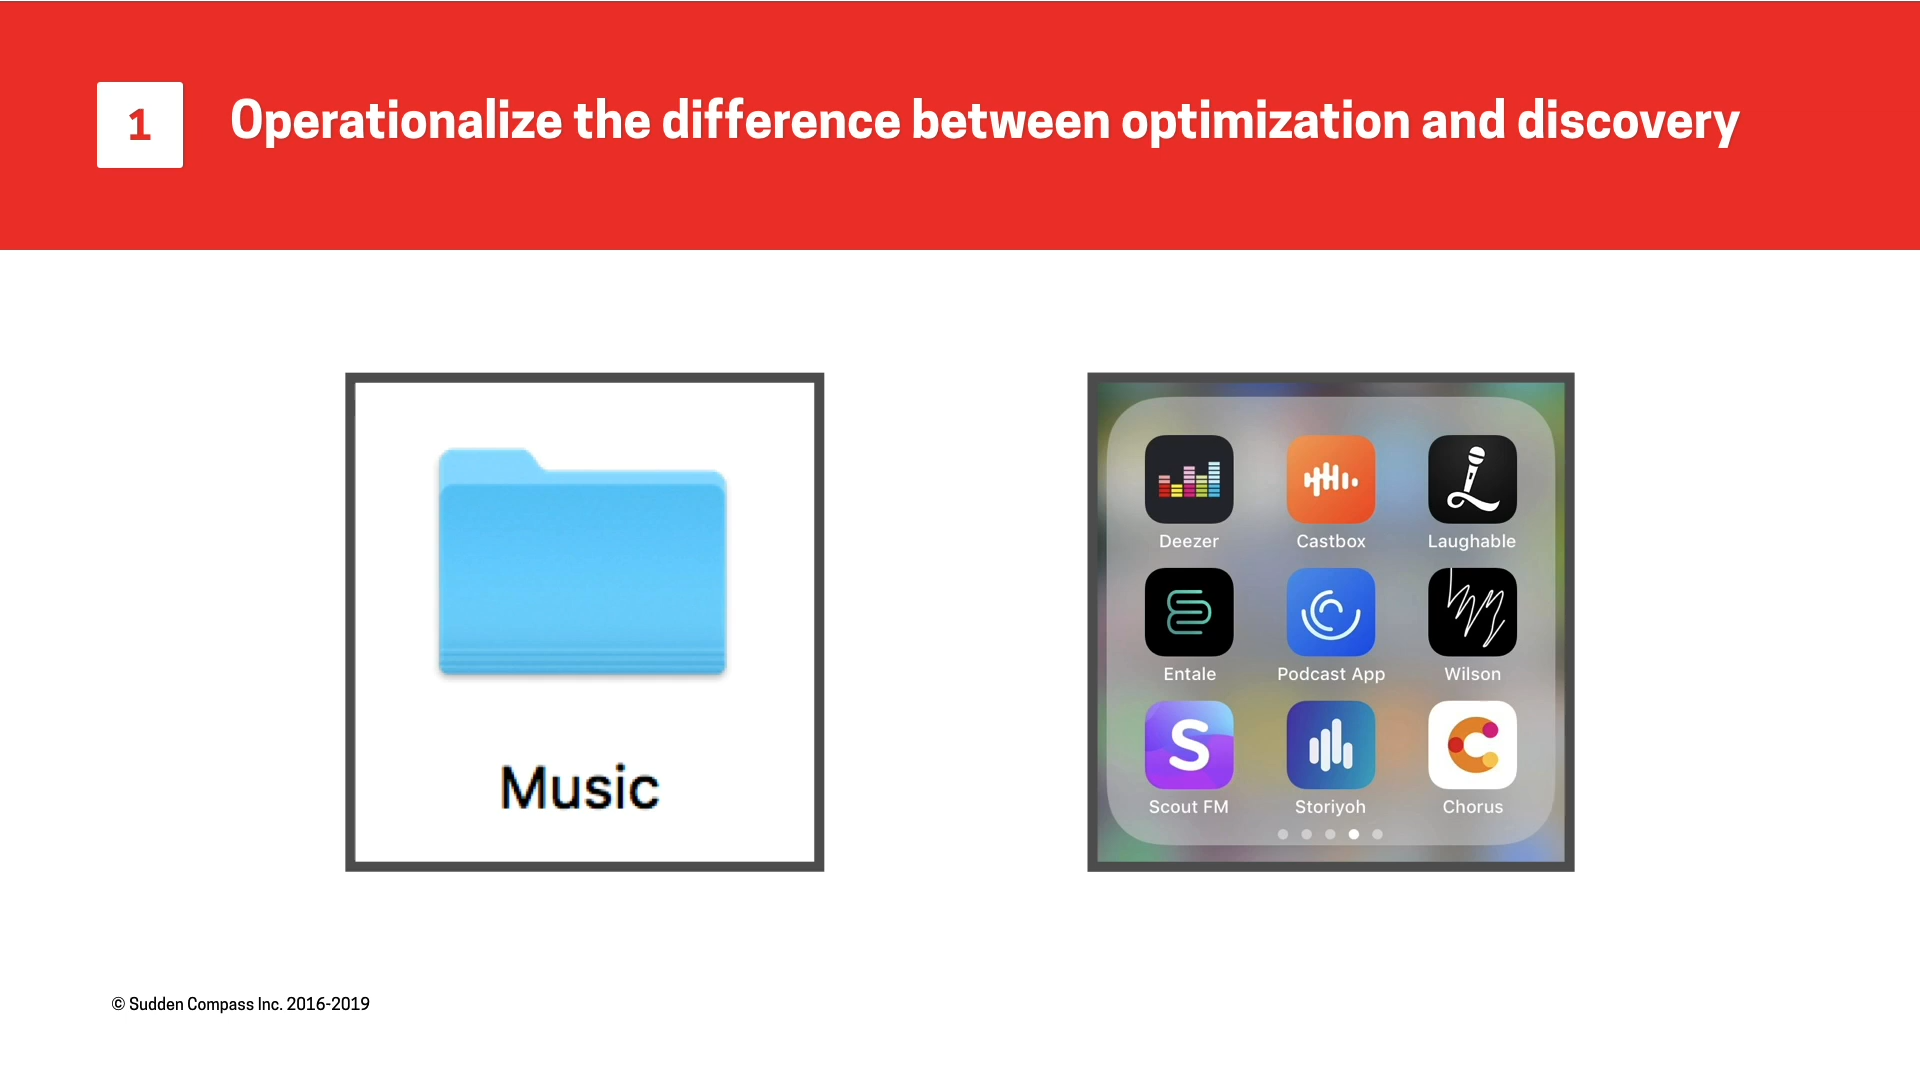 1
Operationalize the difference between optimization and discovery
Music
Deezer
Castbox
Laughable
Entale
Podcast App
Wilson
Scout FM
Storiyoh
Chorus
© Sudden Compass Inc. 2016-2019